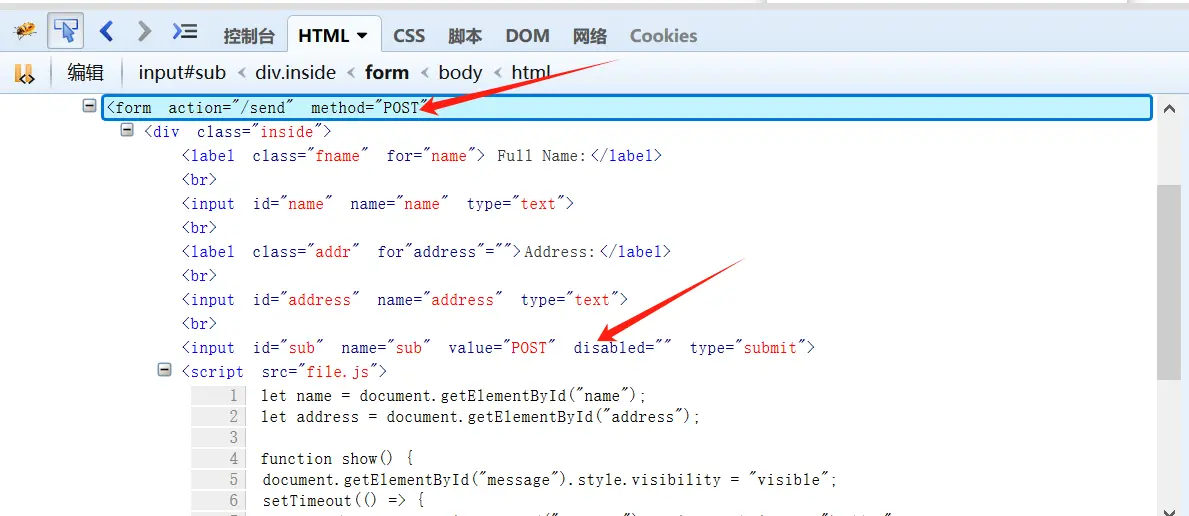 控制台 HTML CSS 脚本 DOM 网络 Cookies
编辑 input#sub < div.inside < form < body < html
<form action="/send" method="POST"
<div class="inside">
<label class="fname" for="name"> Full Name:</label>
<br>
<input id="name" name="name" type="text">
<br>
<label class="addr" for"address"="">Address:</label>
<br>
<input id="address" name="address" type="text">
<br>
<input id="sub" name="sub" value="POST" disabled="" type="submit">
<script src="file.js">
1 let name = document.getElementById("name");
2 let address = document.getElementById("address");
3
4 function show() {
5 document.getElementById("message").style.visibility = "visible";
6 setTimeout(() => {